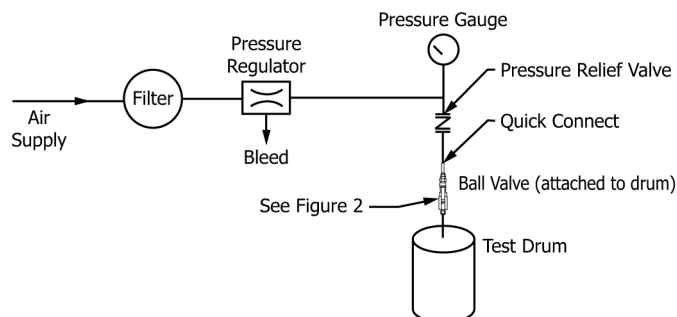 Pressure Gauge
Pressure
Regulator
Pressure Relief Valve
Filter
Air
Supply
Quick Connect
Bleed
Ball Valve (attached to drum)
See Figure 2
Test Drum